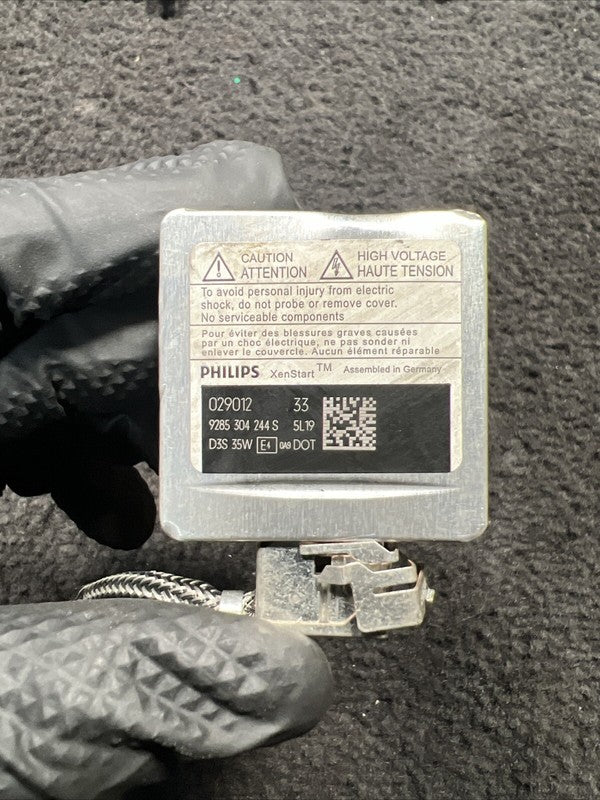 CAUTION
ATTENTION
HIGH VOLTAGE
HAUTE TENSION
To avoid personal injury from electric
shock, do not probe or remove cover.
No serviceable components
Pour éviter des blessures graves causées
par un choc électrique, ne pas sonder ni
enlever le couvercle. Aucun élément réparable
PHILIPS XenStart™ Assembled in Germany
029012 33
9285 304 244 S 5L19
D3S 35W E4 0A9 DOT